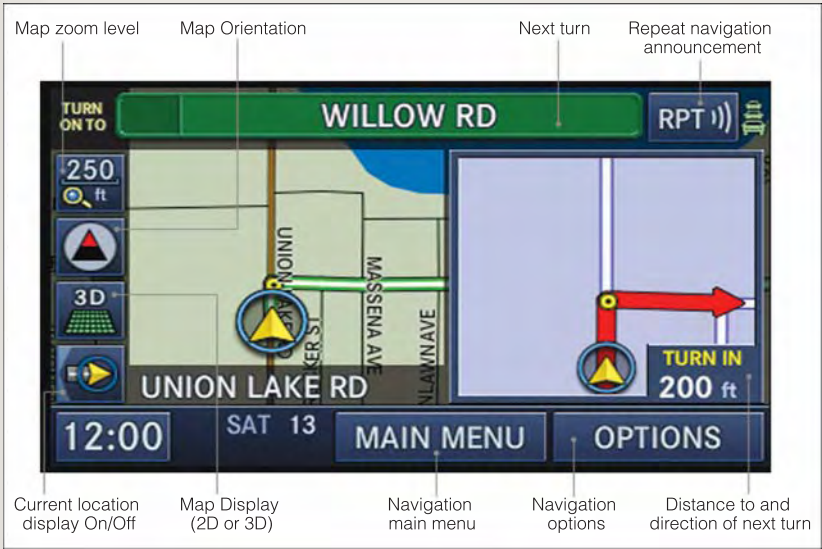 Map zoom level
Map Orientation
Next turn
Repeat navigation
announcement
TURN
ON TO
WILLOW RD
RPT
250
ft
3D
UNION LAKE RD
MASSENA AVE
TURN IN
200 ft
UNION LAKE RD
12:00
SAT 13
MAIN MENU
OPTIONS
Current location
display On/Off
Map Display
(2D or 3D)
Navigation
main menu
Navigation
options
Distance to and
direction of next turn